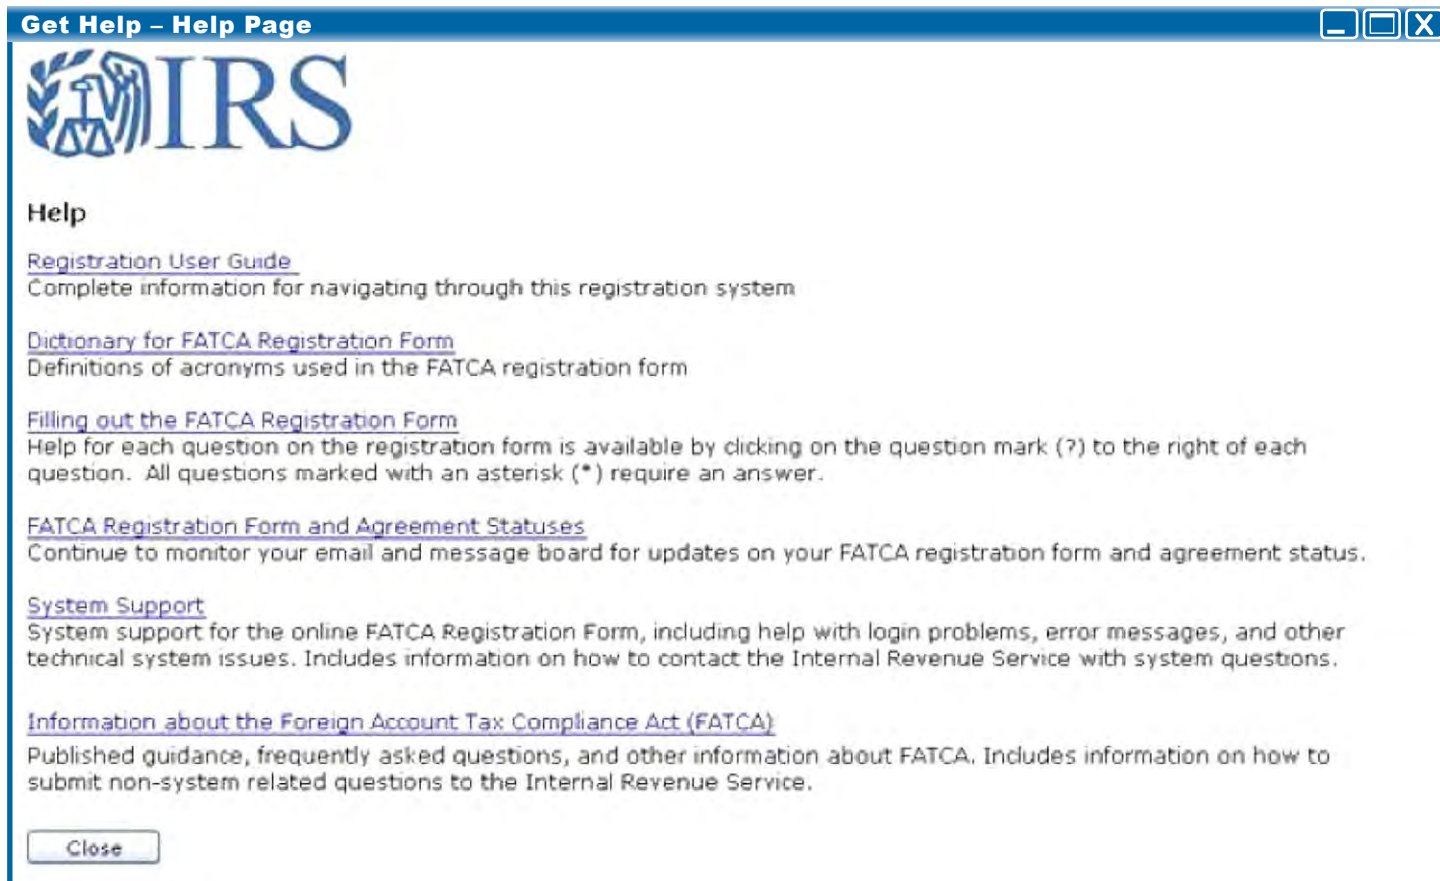 Get Help – Help Page
IRS
Help
Registration User Guide
Complete information for navigating through this registration system
Dictionary for FATCA Registration Form
Definitions of acronyms used in the FATCA registration form
Filling out the FATCA Registration Form
Help for each question on the registration form is available by clicking on the question mark (?) to the right of each
question. All questions marked with an asterisk (*) require an answer.
FATCA Registration Form and Agreement Statuses
Continue to monitor your email and message board for updates on your FATCA registration form and agreement status.
System Support
System support for the online FATCA Registration Form, including help with login problems, error messages, and other
technical system issues. Includes information on how to contact the Internal Revenue Service with system questions.
Information about the Foreign Account Tax Compliance Act (FATCA)
Published guidance, frequently asked questions, and other information about FATCA. Includes information on how to
submit non-system related questions to the Internal Revenue Service.
Close